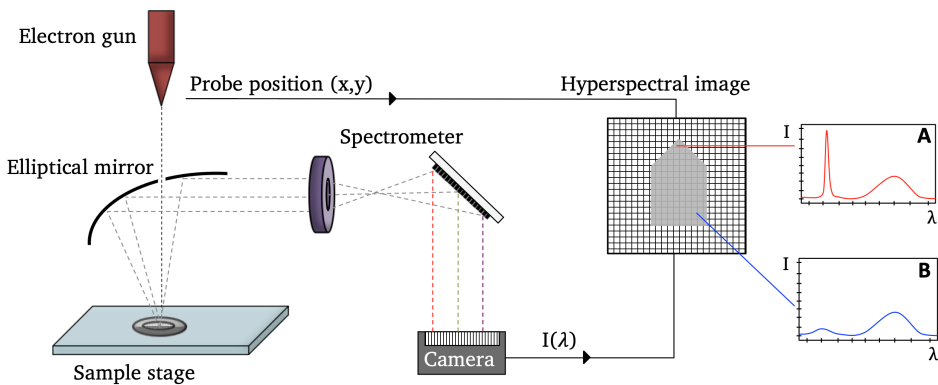 Electron gun
Probe position (x,y)
Hyperspectral image
Spectrometer
Elliptical mirror
I
A
λ
I
B
λ
I(λ)
Camera
Sample stage